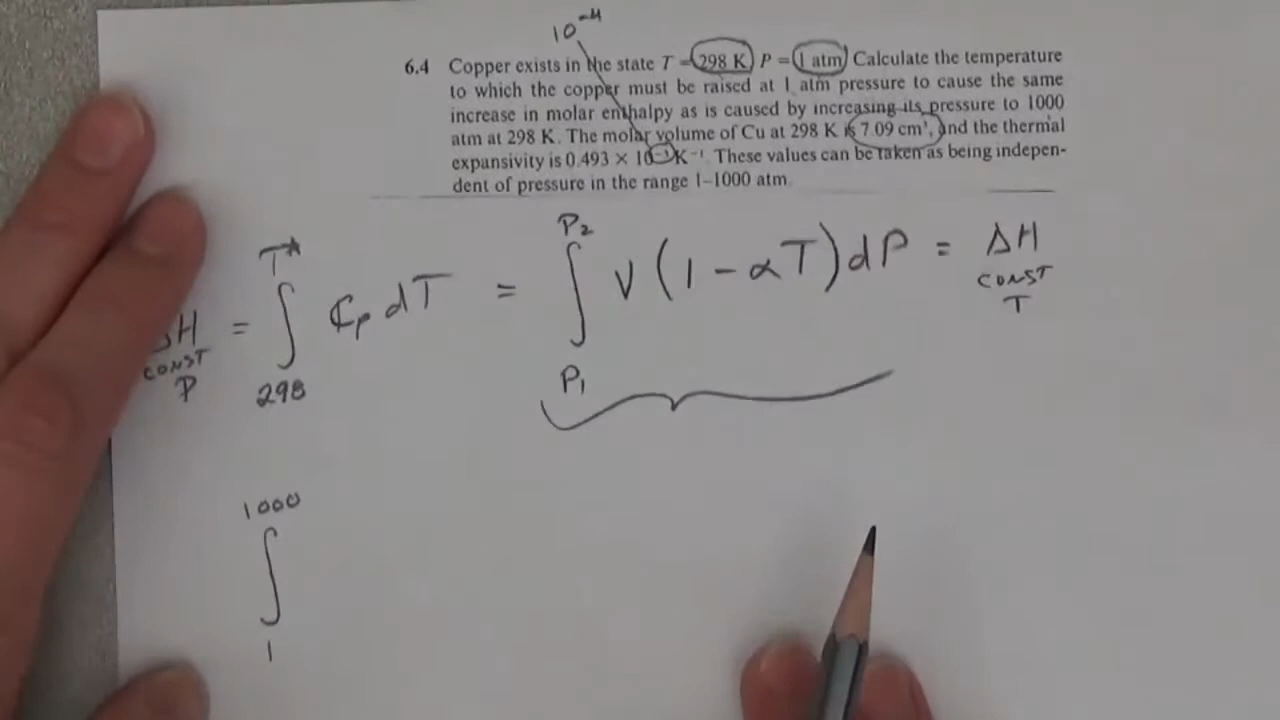 10⁻⁴
6.4 Copper exists in the state T = 298 K, P = 1 atm. Calculate the temperature
to which the copper must be raised at 1 atm pressure to cause the same
increase in molar enthalpy as is caused by increasing its pressure to 1000
atm at 298 K. The molar volume of Cu at 298 K is 7.09 cm³, and the thermal
expansivity is 0.493 × 10⁻³ K⁻¹. These values can be taken as being indepen-
dent of pressure in the range 1–1000 atm.
ΔH CONST P = ∫₂₉₈^T* Cp dT = ∫_P₁^P₂ V(1 - αT)dP = ΔH CONST T
∫₁^1000